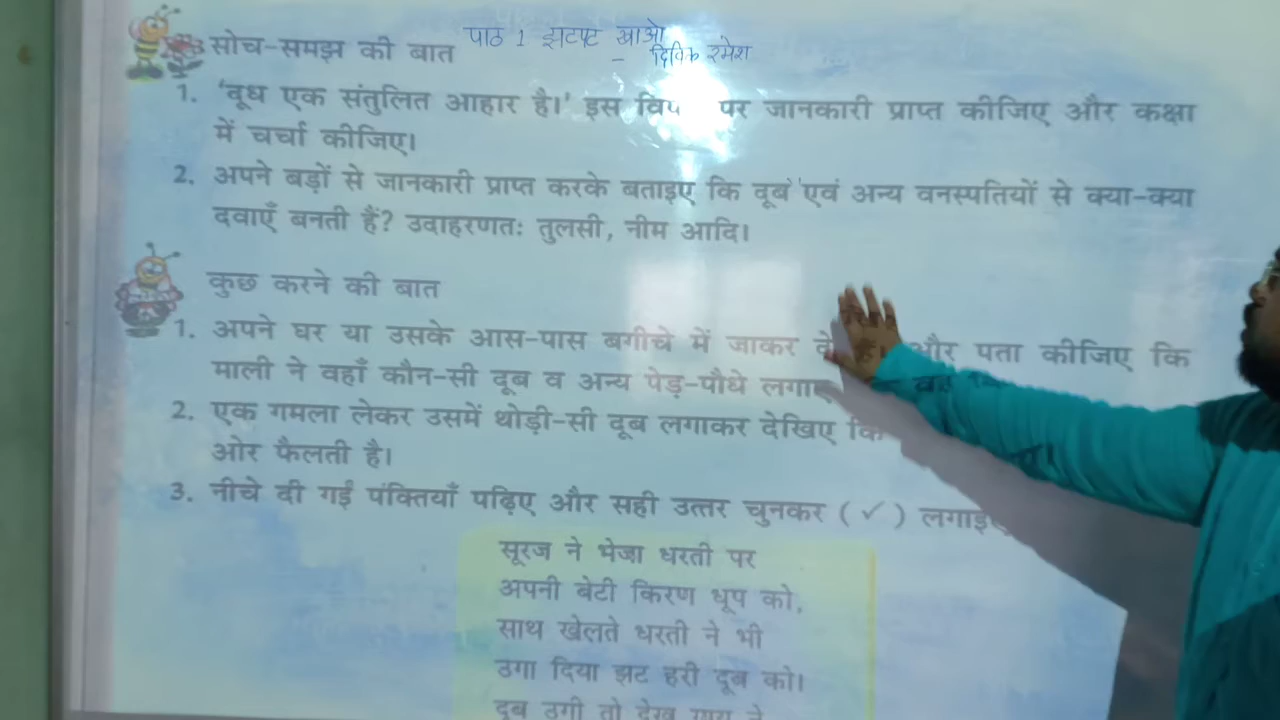 सोच-समझ की बात
पाठ 1 झटपट खाओ
- दिविक रमेश
1. 'दूध एक संतुलित आहार है।' इस पर जानकारी प्राप्त कीजिए और कक्षा
में चर्चा कीजिए।
2. अपने बड़ों से जानकारी प्राप्त करके बताइए कि दूब एवं अन्य वनस्पतियों से क्या-क्या
दवाएँ बनती हैं? उदाहरणतः तुलसी, नीम आदि।
कुछ करने की बात
1. अपने घर या उसके आस-पास बगीचे में जाकर और पता कीजिए कि
माली ने वहाँ कौन-सी दूब व अन्य पेड़-पौधे
2. एक गमला लेकर उसमें थोड़ी-सी दूब लगाकर देखिए कि
ओर फैलती है।
3. नीचे दी गईं पंक्तियाँ पढ़िए और सही उत्तर चुनकर (✓) लगाइए
सूरज ने भेजा धरती पर
अपनी बेटी किरण धूप को,
साथ खेलते धरती ने भी
उगा दिया झट हरी दूब को।
दूब उगी तो देख गाय ने